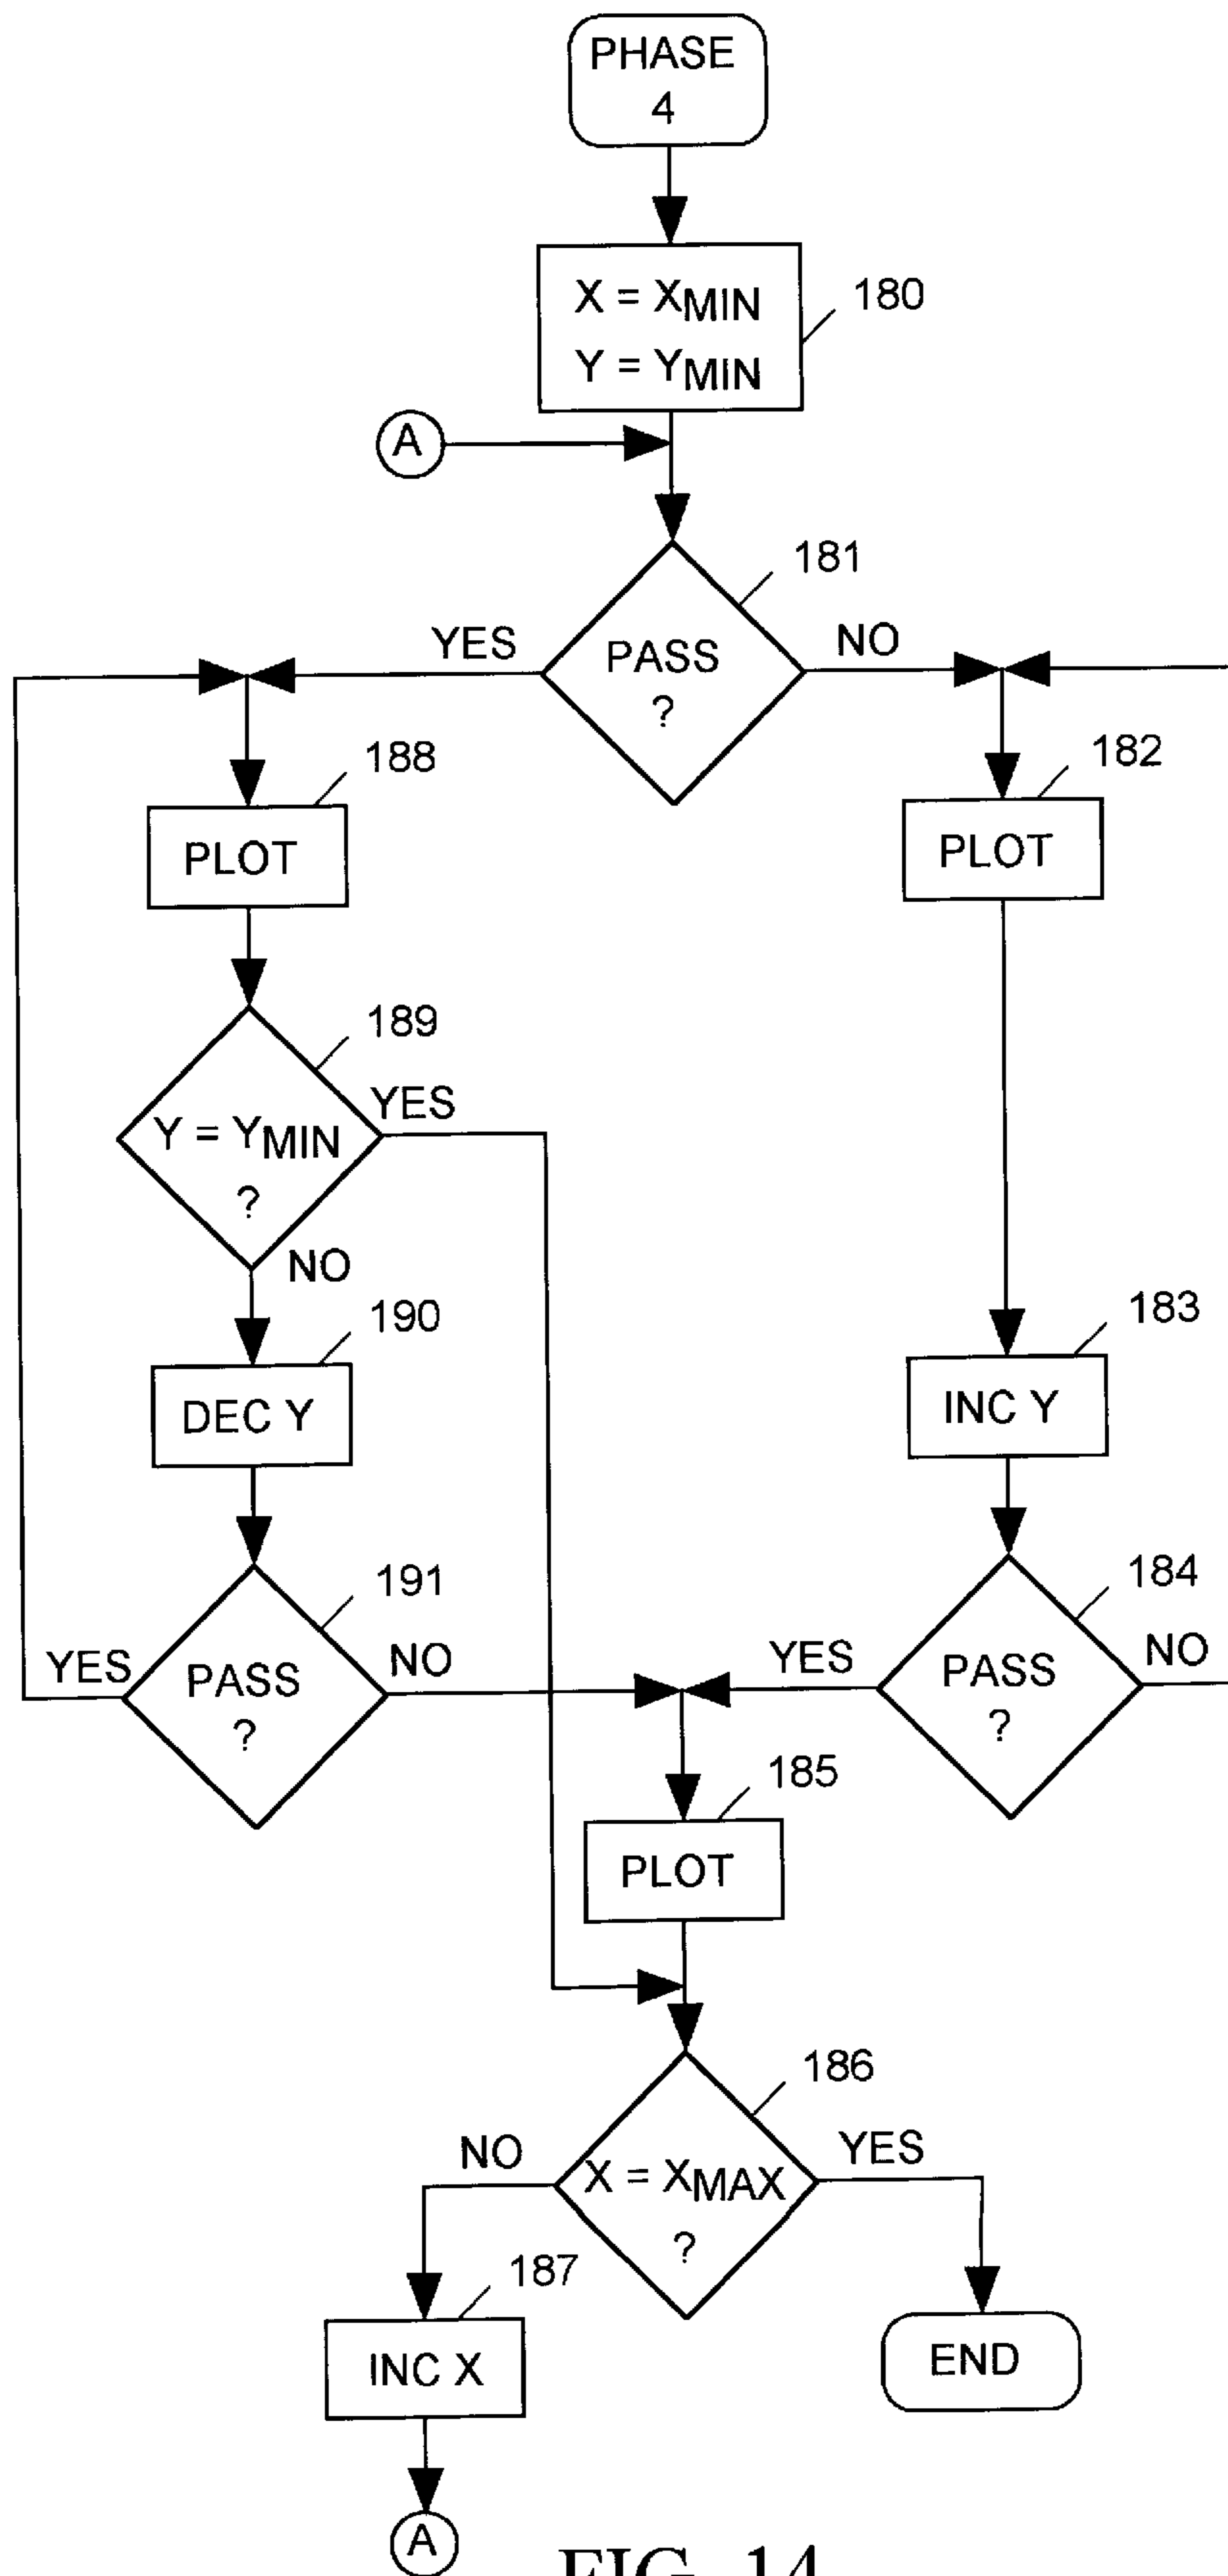 PHASE
4
X = XMIN
Y = YMIN
180
A
181
YES
PASS
?
NO
188
PLOT
182
PLOT
189
Y = YMIN
?
YES
NO
190
DEC Y
183
INC Y
191
YES
PASS
?
NO
184
YES
PASS
?
NO
185
PLOT
186
NO
X = XMAX
?
YES
187
INC X
END
A
FIG. 14